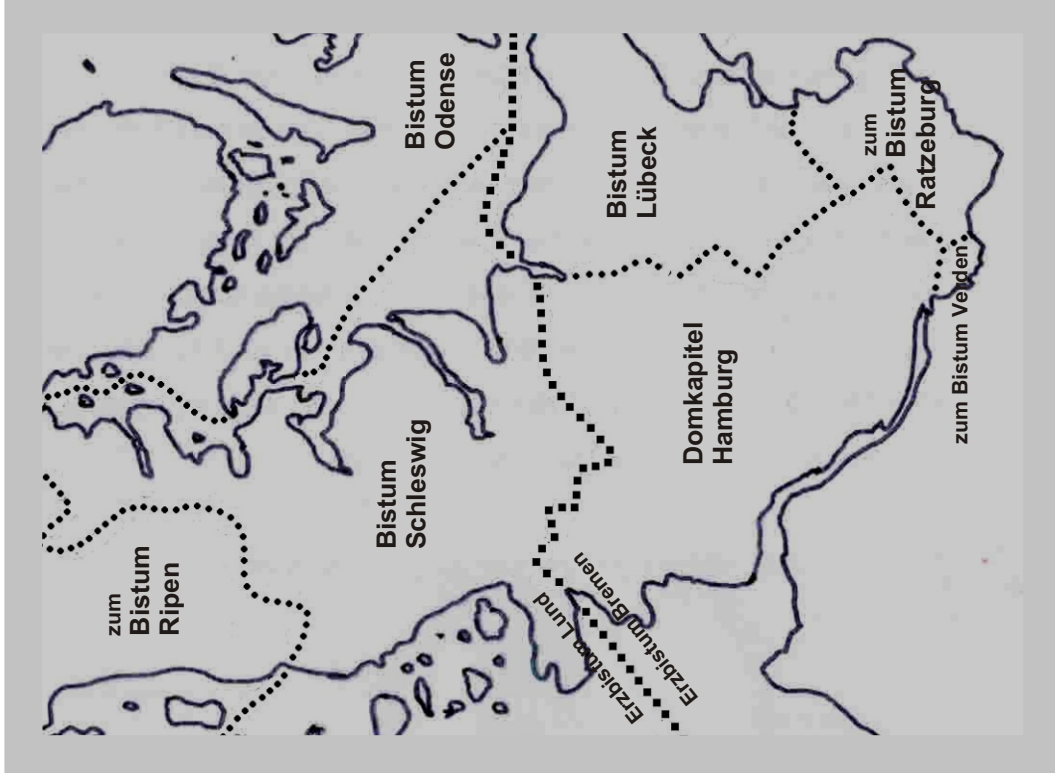 zum
Bistum
Ripen
Bistum
Odense
Bistum
Schleswig
Erzbistum Lund
Erzbistum Bremen
Bistum
Lübeck
Domkapitel
Hamburg
zum
Bistum
Ratzeburg
zum Bistum Verden